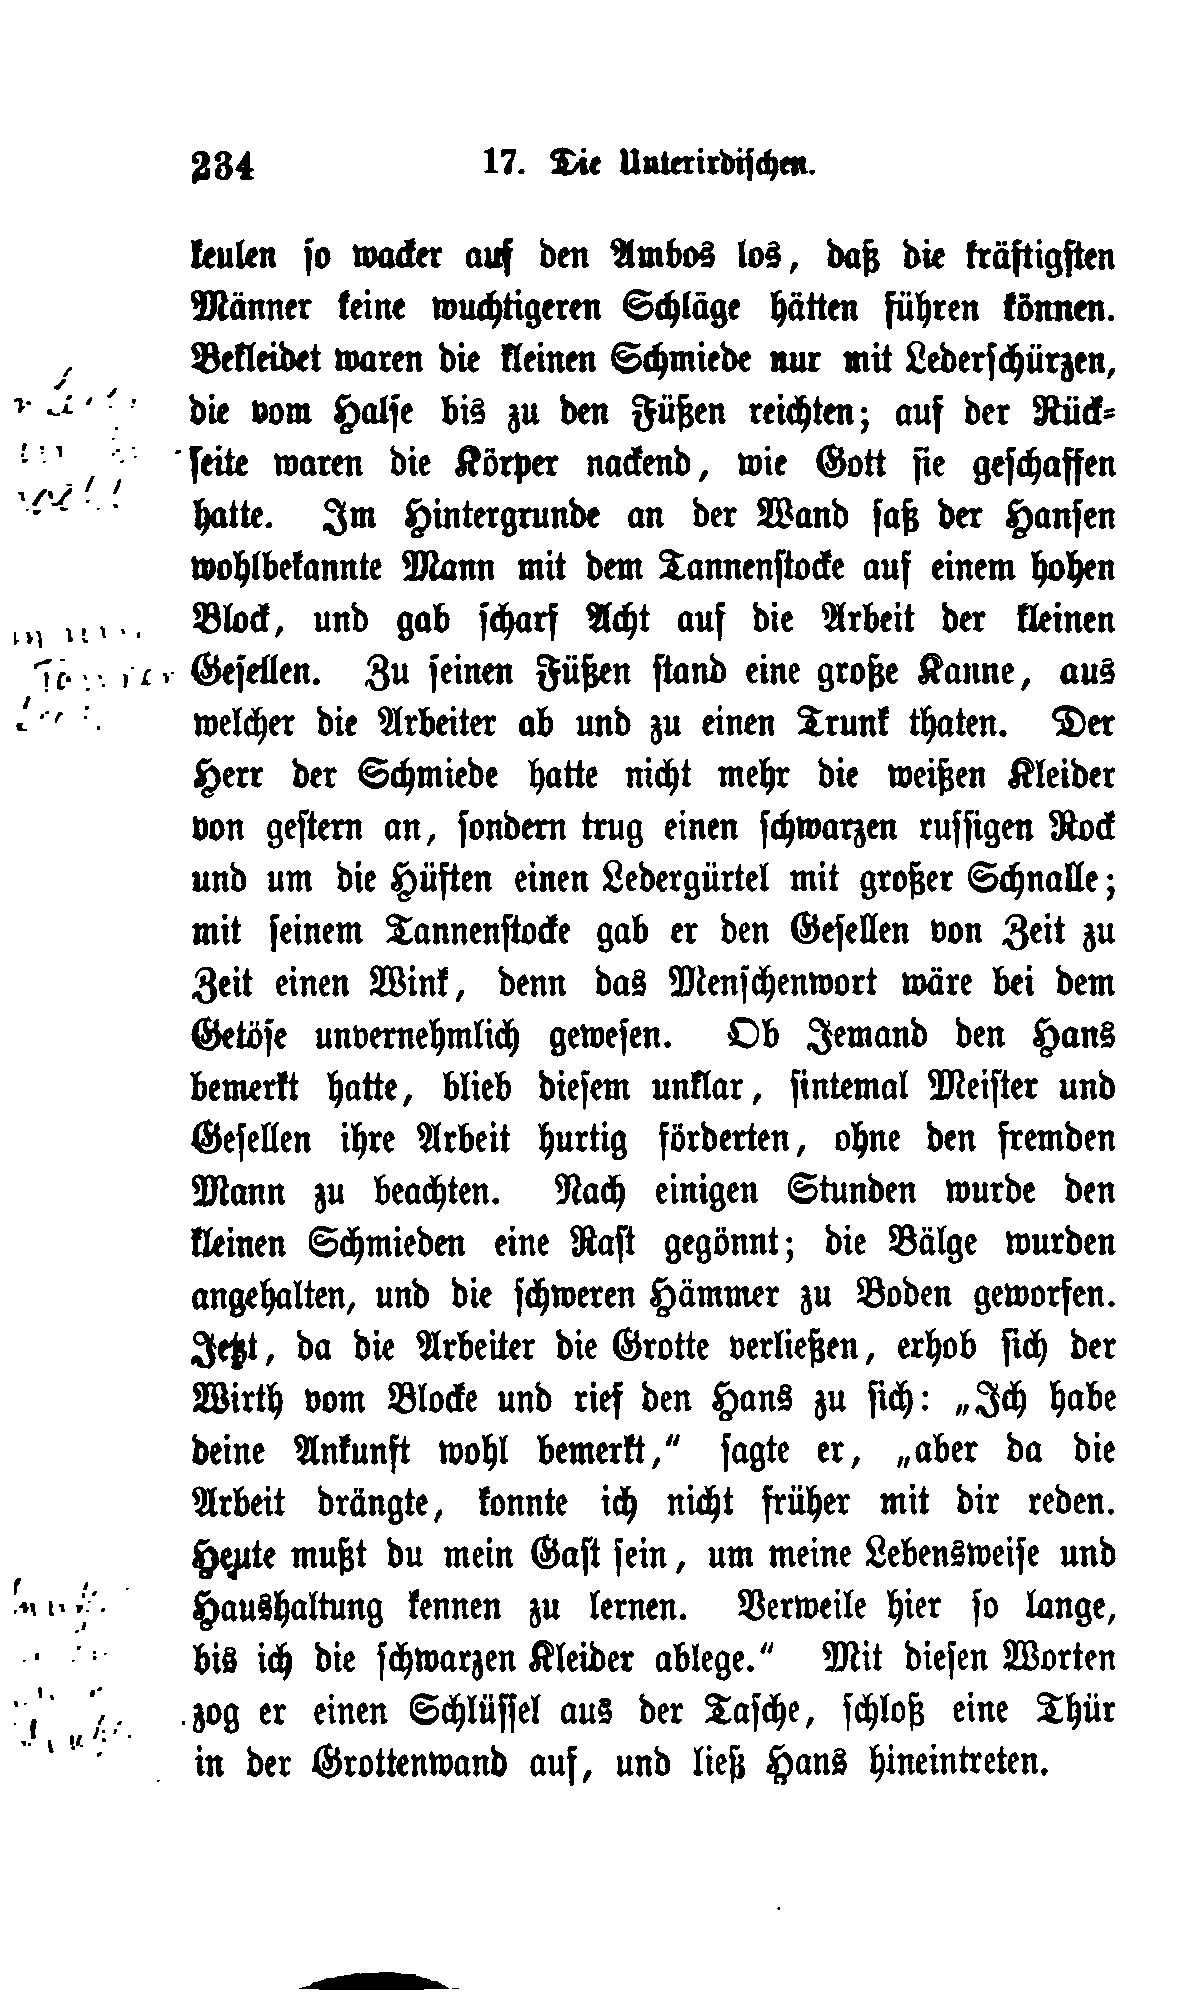 234 17. Die Unterirdischen.
keulen so wacker auf den Ambos los, daß die kräftigsten
Männer keine wuchtigeren Schläge hätten führen können.
Bekleidet waren die kleinen Schmiede nur mit Lederschürzen,
die vom Halse bis zu den Füßen reichten; auf der Rück-
seite waren die Körper nackend, wie Gott sie geschaffen
hatte. Im Hintergrunde an der Wand saß der Hansen
wohlbekannte Mann mit dem Tannenstocke auf einem hohen
Block, und gab scharf Acht auf die Arbeit der kleinen
Gesellen. Zu seinen Füßen stand eine große Kanne, aus
welcher die Arbeiter ab und zu einen Trunk thaten. Der
Herr der Schmiede hatte nicht mehr die weißen Kleider
von gestern an, sondern trug einen schwarzen russigen Rock
und um die Hüften einen Ledergürtel mit großer Schnalle;
mit seinem Tannenstocke gab er den Gesellen von Zeit zu
Zeit einen Wink, denn das Menschenwort wäre bei dem
Getöse unvernehmlich gewesen. Ob Jemand den Hans
bemerkt hatte, blieb diesem unklar, sintemal Meister und
Gesellen ihre Arbeit hurtig förderten, ohne den fremden
Mann zu beachten. Nach einigen Stunden wurde den
kleinen Schmieden eine Rast gegönnt; die Bälge wurden
angehalten, und die schweren Hämmer zu Boden geworfen.
Jetzt, da die Arbeiter die Grotte verließen, erhob sich der
Wirth vom Blocke und rief den Hans zu sich: „Ich habe
deine Ankunft wohl bemerkt,“ sagte er, „aber da die
Arbeit drängte, konnte ich nicht früher mit dir reden.
Heute mußt du mein Gast sein, um meine Lebensweise und
Haushaltung kennen zu lernen. Verweile hier so lange,
bis ich die schwarzen Kleider ablege.“ Mit diesen Worten
zog er einen Schlüssel aus der Tasche, schloß eine Thür
in der Grottenwand auf, und ließ Hans hineintreten.